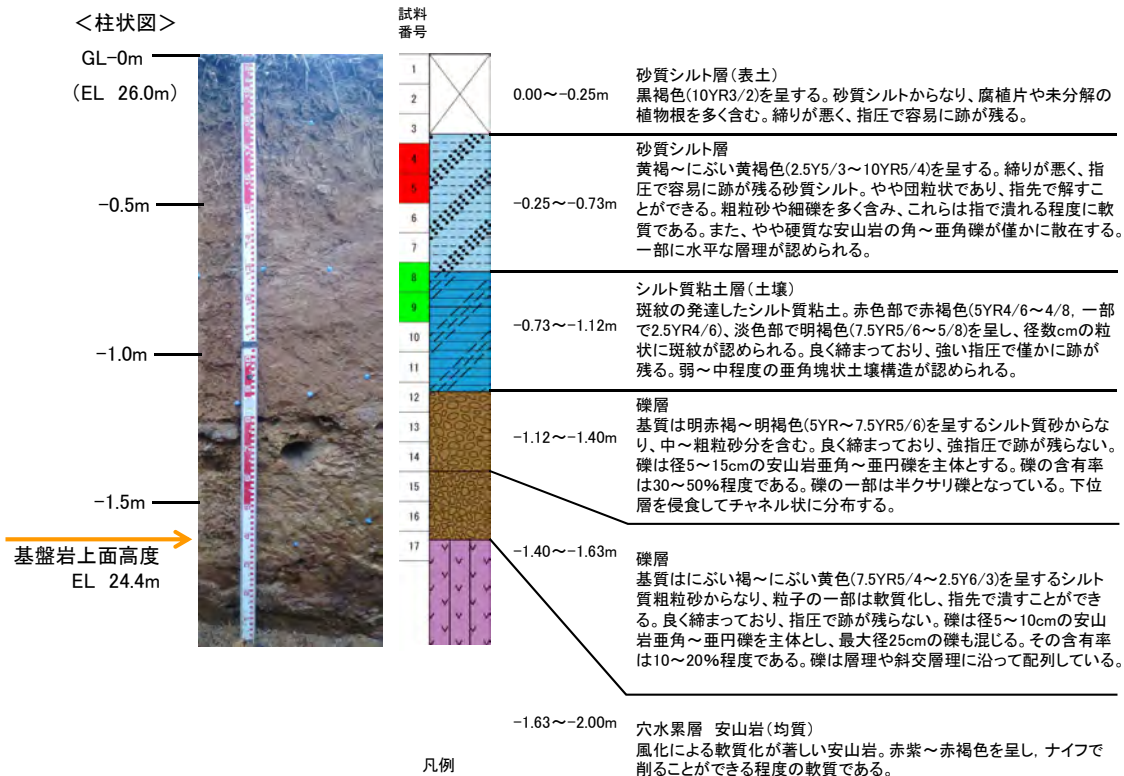 <柱状図>
試料
番号
GL-0m
(EL 26.0m)
-0.5m
-1.0m
-1.5m
基盤岩上面高度
EL 24.4m
1
2
3
4
5
6
7
8
9
10
11
12
13
14
15
16
17
0.00～-0.25m
砂質シルト層(表土)
黒褐色(10YR3/2)を呈する。砂質シルトからなり、腐植片や未分解の
植物根を多く含む。締りが悪く、指圧で容易に跡が残る。
-0.25～-0.73m
砂質シルト層
黄褐～にぶい黄褐色(2.5Y5/3～10YR5/4)を呈する。締りが悪く、指
圧で容易に跡が残る砂質シルト。やや団粒状であり、指先で解すこ
とができる。粗粒砂や細礫を多く含み、これらは指で潰れる程度に軟
質である。また、やや硬質な安山岩の角～亜角礫が僅かに散在する。
一部に水平な層理が認められる。
-0.73～-1.12m
シルト質粘土層(土壌)
斑紋の発達したシルト質粘土。赤色部で赤褐色(5YR4/6～4/8, 一部
で2.5YR4/6)、淡色部で明褐色(7.5YR5/6～5/8)を呈し、径数cmの粒
状に斑紋が認められる。良く締まっており、強い指圧で僅かに跡が
残る。弱～中程度の亜角塊状土壌構造が認められる。
-1.12～-1.40m
礫層
基質は明赤褐～明褐色(5YR～7.5YR5/6)を呈するシルト質砂からな
り、中～粗粒砂分を含む。良く締まっており、強指圧で跡が残らない。
礫は径5～15cmの安山岩亜角～亜円礫を主体とする。礫の含有率
は30～50%程度である。礫の一部は半クサリ礫となっている。下位
層を侵食してチャネル状に分布する。
-1.40～-1.63m
礫層
基質はにぶい褐～にぶい黄色(7.5YR5/4～2.5Y6/3)を呈するシルト
質粗粒砂からなり、粒子の一部は軟質化し、指先で潰すことができ
る。良く締まっており、指圧で跡が残らない。礫は径5～10cmの安山
岩亜角～亜円礫を主体とし、最大径25cmの礫も混じる。その含有率
は10～20%程度である。礫は層理や斜交層理に沿って配列している。
-1.63～-2.00m
穴水累層 安山岩(均質)
風化による軟質化が著しい安山岩。赤紫～赤褐色を呈し, ナイフで
削ることができる程度の軟質である。
凡例